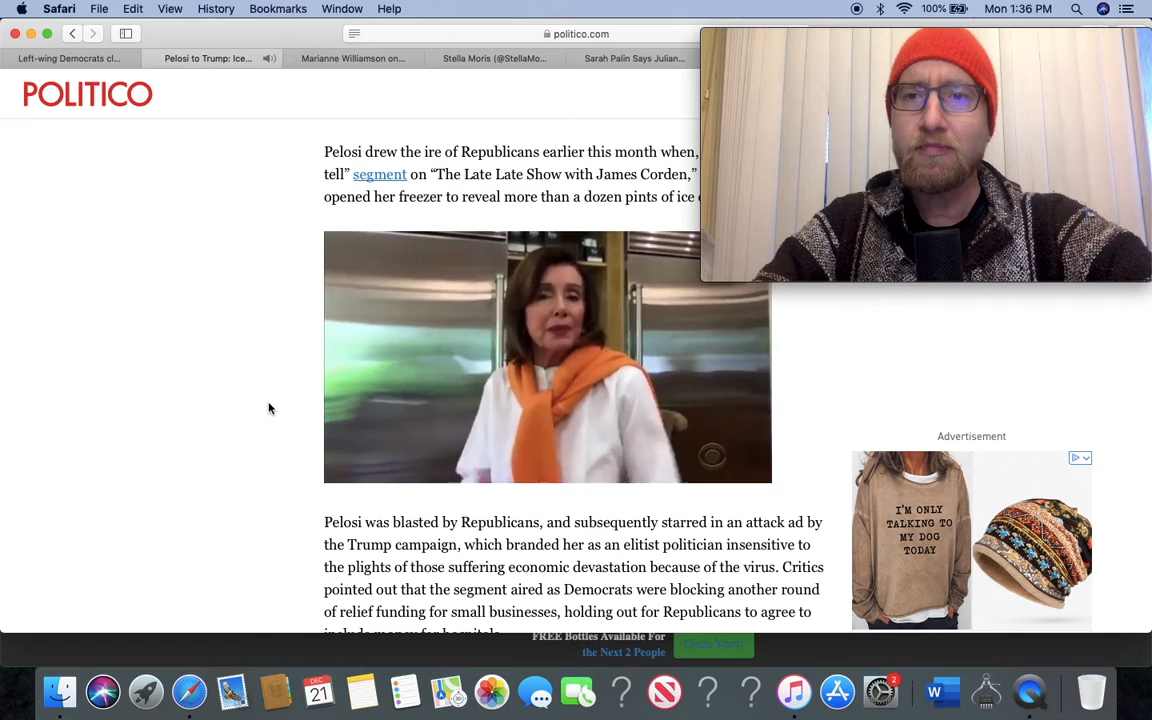 Safari File Edit View History Bookmarks Window Help 100% Mon 1:36 PM
politico.com
Left-wing Democrats cl... Pelosi to Trump: Ice... Marianne Williamson on... Stella Moris (@StellaMo... Sarah Palin Says Julian...
POLITICO
Pelosi drew the ire of Republicans earlier this month when,
tell” segment on “The Late Late Show with James Corden,”
opened her freezer to reveal more than a dozen pints of ice
Advertisement
I'M ONLY
TALKING TO
MY DOG
TODAY
Pelosi was blasted by Republicans, and subsequently starred in an attack ad by
the Trump campaign, which branded her as an elitist politician insensitive to
the plights of those suffering economic devastation because of the virus. Critics
pointed out that the segment aired as Democrats were blocking another round
of relief funding for small businesses, holding out for Republicans to agree to
include money for hospitals.
FREE Bottles Available For
the Next 2 People
Claim Yours!
DEC
21
2
W